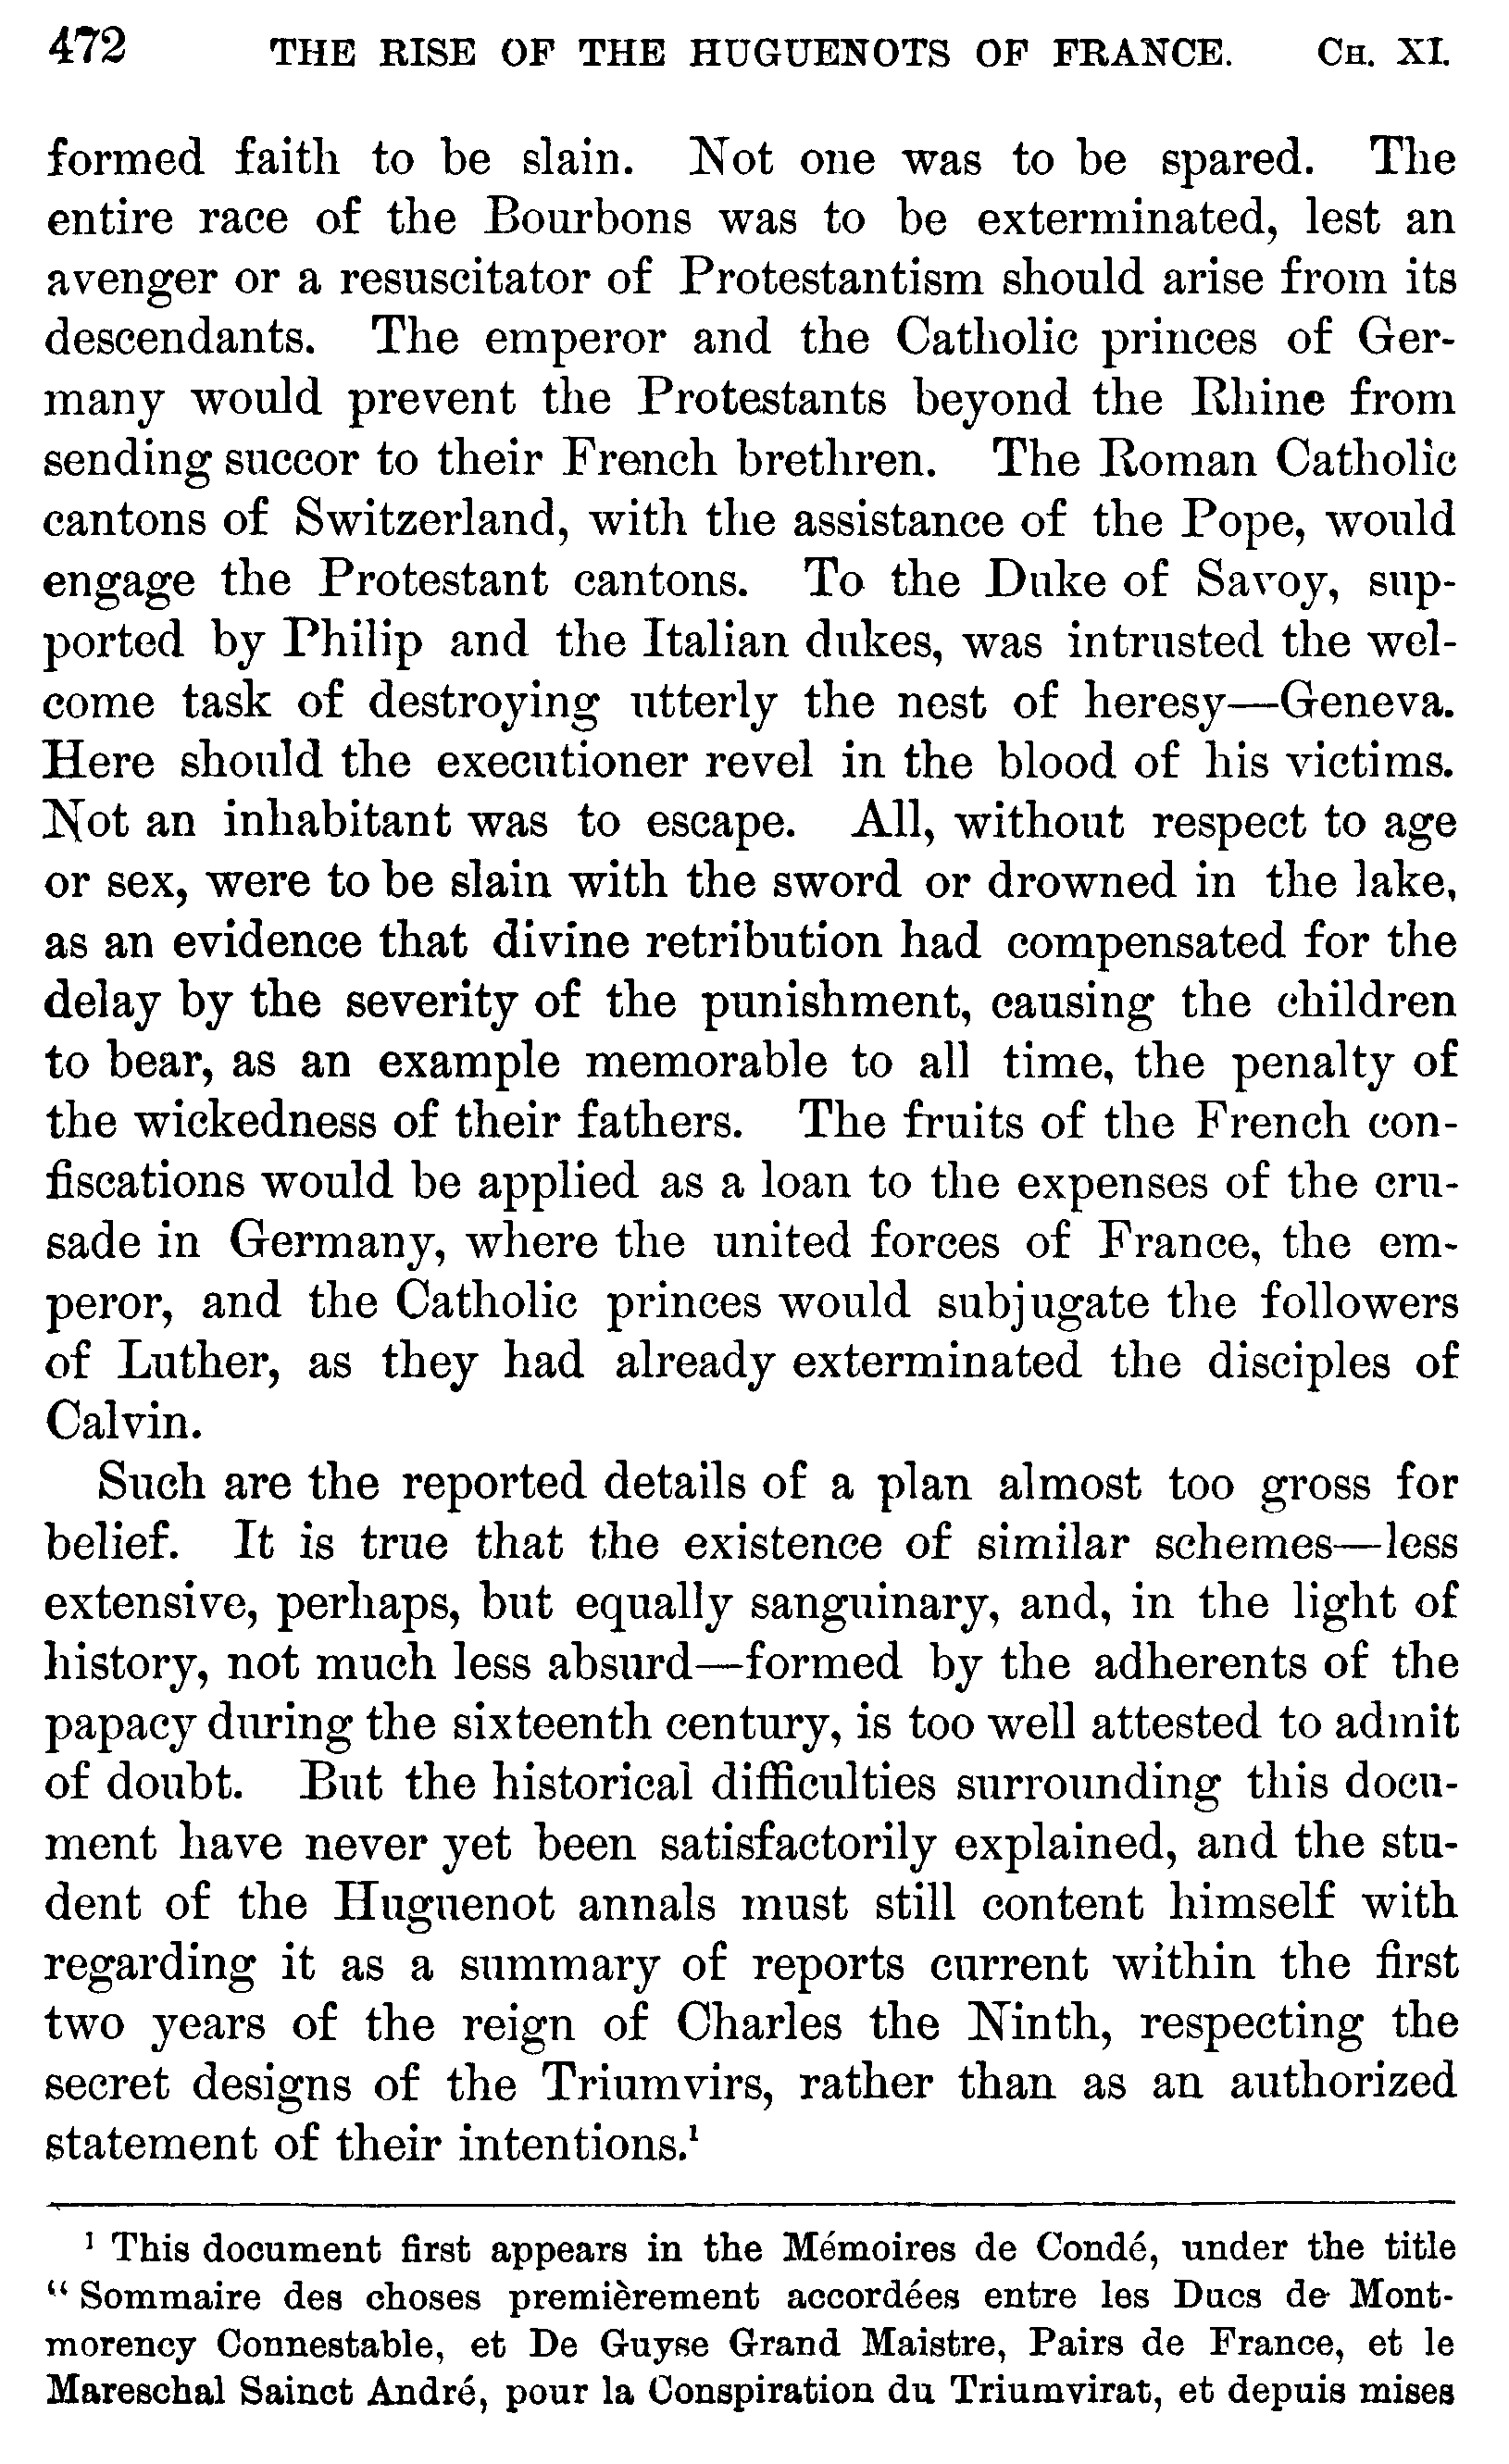 472 THE RISE OF THE HUGUENOTS OF FRANCE. CH. XI.
formed faith to be slain. Not one was to be spared. The
entire race of the Bourbons was to be exterminated, lest an
avenger or a resuscitator of Protestantism should arise from its
descendants. The emperor and the Catholic princes of Ger-
many would prevent the Protestants beyond the Rhine from
sending succor to their French brethren. The Roman Catholic
cantons of Switzerland, with the assistance of the Pope, would
engage the Protestant cantons. To the Duke of Savoy, sup-
ported by Philip and the Italian dukes, was intrusted the wel-
come task of destroying utterly the nest of heresy—Geneva.
Here should the executioner revel in the blood of his victims.
Not an inhabitant was to escape. All, without respect to age
or sex, were to be slain with the sword or drowned in the lake,
as an evidence that divine retribution had compensated for the
delay by the severity of the punishment, causing the children
to bear, as an example memorable to all time, the penalty of
the wickedness of their fathers. The fruits of the French con-
fiscations would be applied as a loan to the expenses of the cru-
sade in Germany, where the united forces of France, the em-
peror, and the Catholic princes would subjugate the followers
of Luther, as they had already exterminated the disciples of
Calvin.
Such are the reported details of a plan almost too gross for
belief. It is true that the existence of similar schemes—less
extensive, perhaps, but equally sanguinary, and, in the light of
history, not much less absurd—formed by the adherents of the
papacy during the sixteenth century, is too well attested to admit
of doubt. But the historical difficulties surrounding this docu-
ment have never yet been satisfactorily explained, and the stu-
dent of the Huguenot annals must still content himself with
regarding it as a summary of reports current within the first
two years of the reign of Charles the Ninth, respecting the
secret designs of the Triumvirs, rather than as an authorized
statement of their intentions.¹
¹ This document first appears in the Mémoires de Condé, under the title
“Sommaire des choses premièrement accordées entre les Ducs de Mont-
morency Connestable, et De Guyse Grand Maistre, Pairs de France, et le
Mareschal Sainct André, pour la Conspiration du Triumvirat, et depuis mises